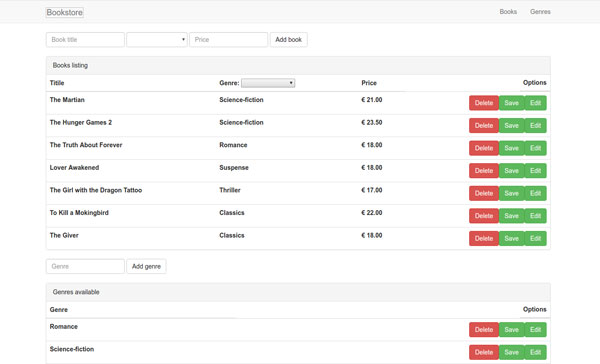 Bookstore Books Genres
Book title Price Add book
Books listing
Titile Genre: Price Options
The Martian Science-fiction € 21.00 Delete Save Edit
The Hunger Games 2 Science-fiction € 23.50 Delete Save Edit
The Truth About Forever Romance € 18.00 Delete Save Edit
Lover Awakened Suspense € 18.00 Delete Save Edit
The Girl with the Dragon Tattoo Thriller € 17.00 Delete Save Edit
To Kill a Mokingbird Classics € 22.00 Delete Save Edit
The Giver Classics € 18.00 Delete Save Edit
Genre Add genre
Genres available
Genre Options
Romance Delete Save Edit
Science-fiction Delete Save Edit